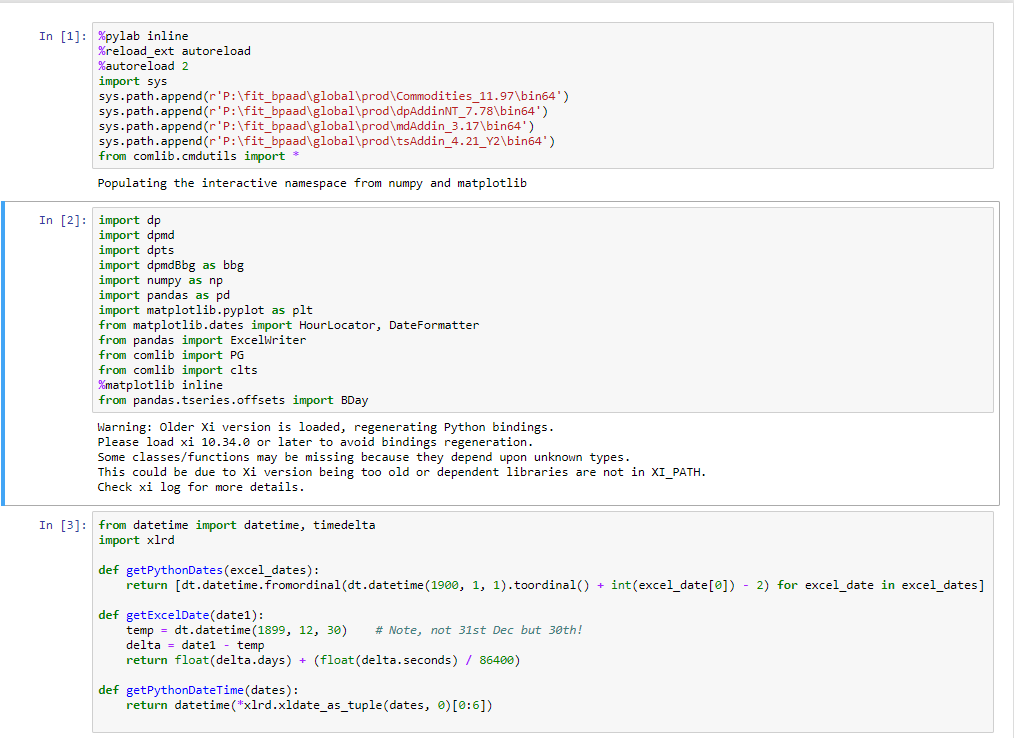 In [1]: %pylab inline
%reload_ext autoreload
%autoreload 2
import sys
sys.path.append(r'P:\fit_bpaad\global\prod\Commodities_11.97\bin64')
sys.path.append(r'P:\fit_bpaad\global\prod\dpAddinNT_7.78\bin64')
sys.path.append(r'P:\fit_bpaad\global\prod\mdAddin_3.17\bin64')
sys.path.append(r'P:\fit_bpaad\global\prod\tsAddin_4.21_Y2\bin64')
from comlib.cmdutils import *
Populating the interactive namespace from numpy and matplotlib
In [2]: import dp
import dpmd
import dpts
import dpmdBbg as bbg
import numpy as np
import pandas as pd
import matplotlib.pyplot as plt
from matplotlib.dates import HourLocator, DateFormatter
from pandas import ExcelWriter
from comlib import PG
from comlib import clts
%matplotlib inline
from pandas.tseries.offsets import BDay
Warning: Older Xi version is loaded, regenerating Python bindings.
Please load xi 10.34.0 or later to avoid bindings regeneration.
Some classes/functions may be missing because they depend upon unknown types.
This could be due to Xi version being too old or dependent libraries are not in XI_PATH.
Check xi log for more details.
In [3]: from datetime import datetime, timedelta
import xlrd
def getPythonDates(excel_dates):
    return [dt.datetime.fromordinal(dt.datetime(1900, 1, 1).toordinal() + int(excel_date[0]) - 2) for excel_date in excel_dates]
def getExcelDate(date1):
    temp = dt.datetime(1899, 12, 30)    # Note, not 31st Dec but 30th!
    delta = date1 - temp
    return float(delta.days) + (float(delta.seconds) / 86400)
def getPythonDateTime(dates):
    return datetime(*xlrd.xldate_as_tuple(dates, 0)[0:6])